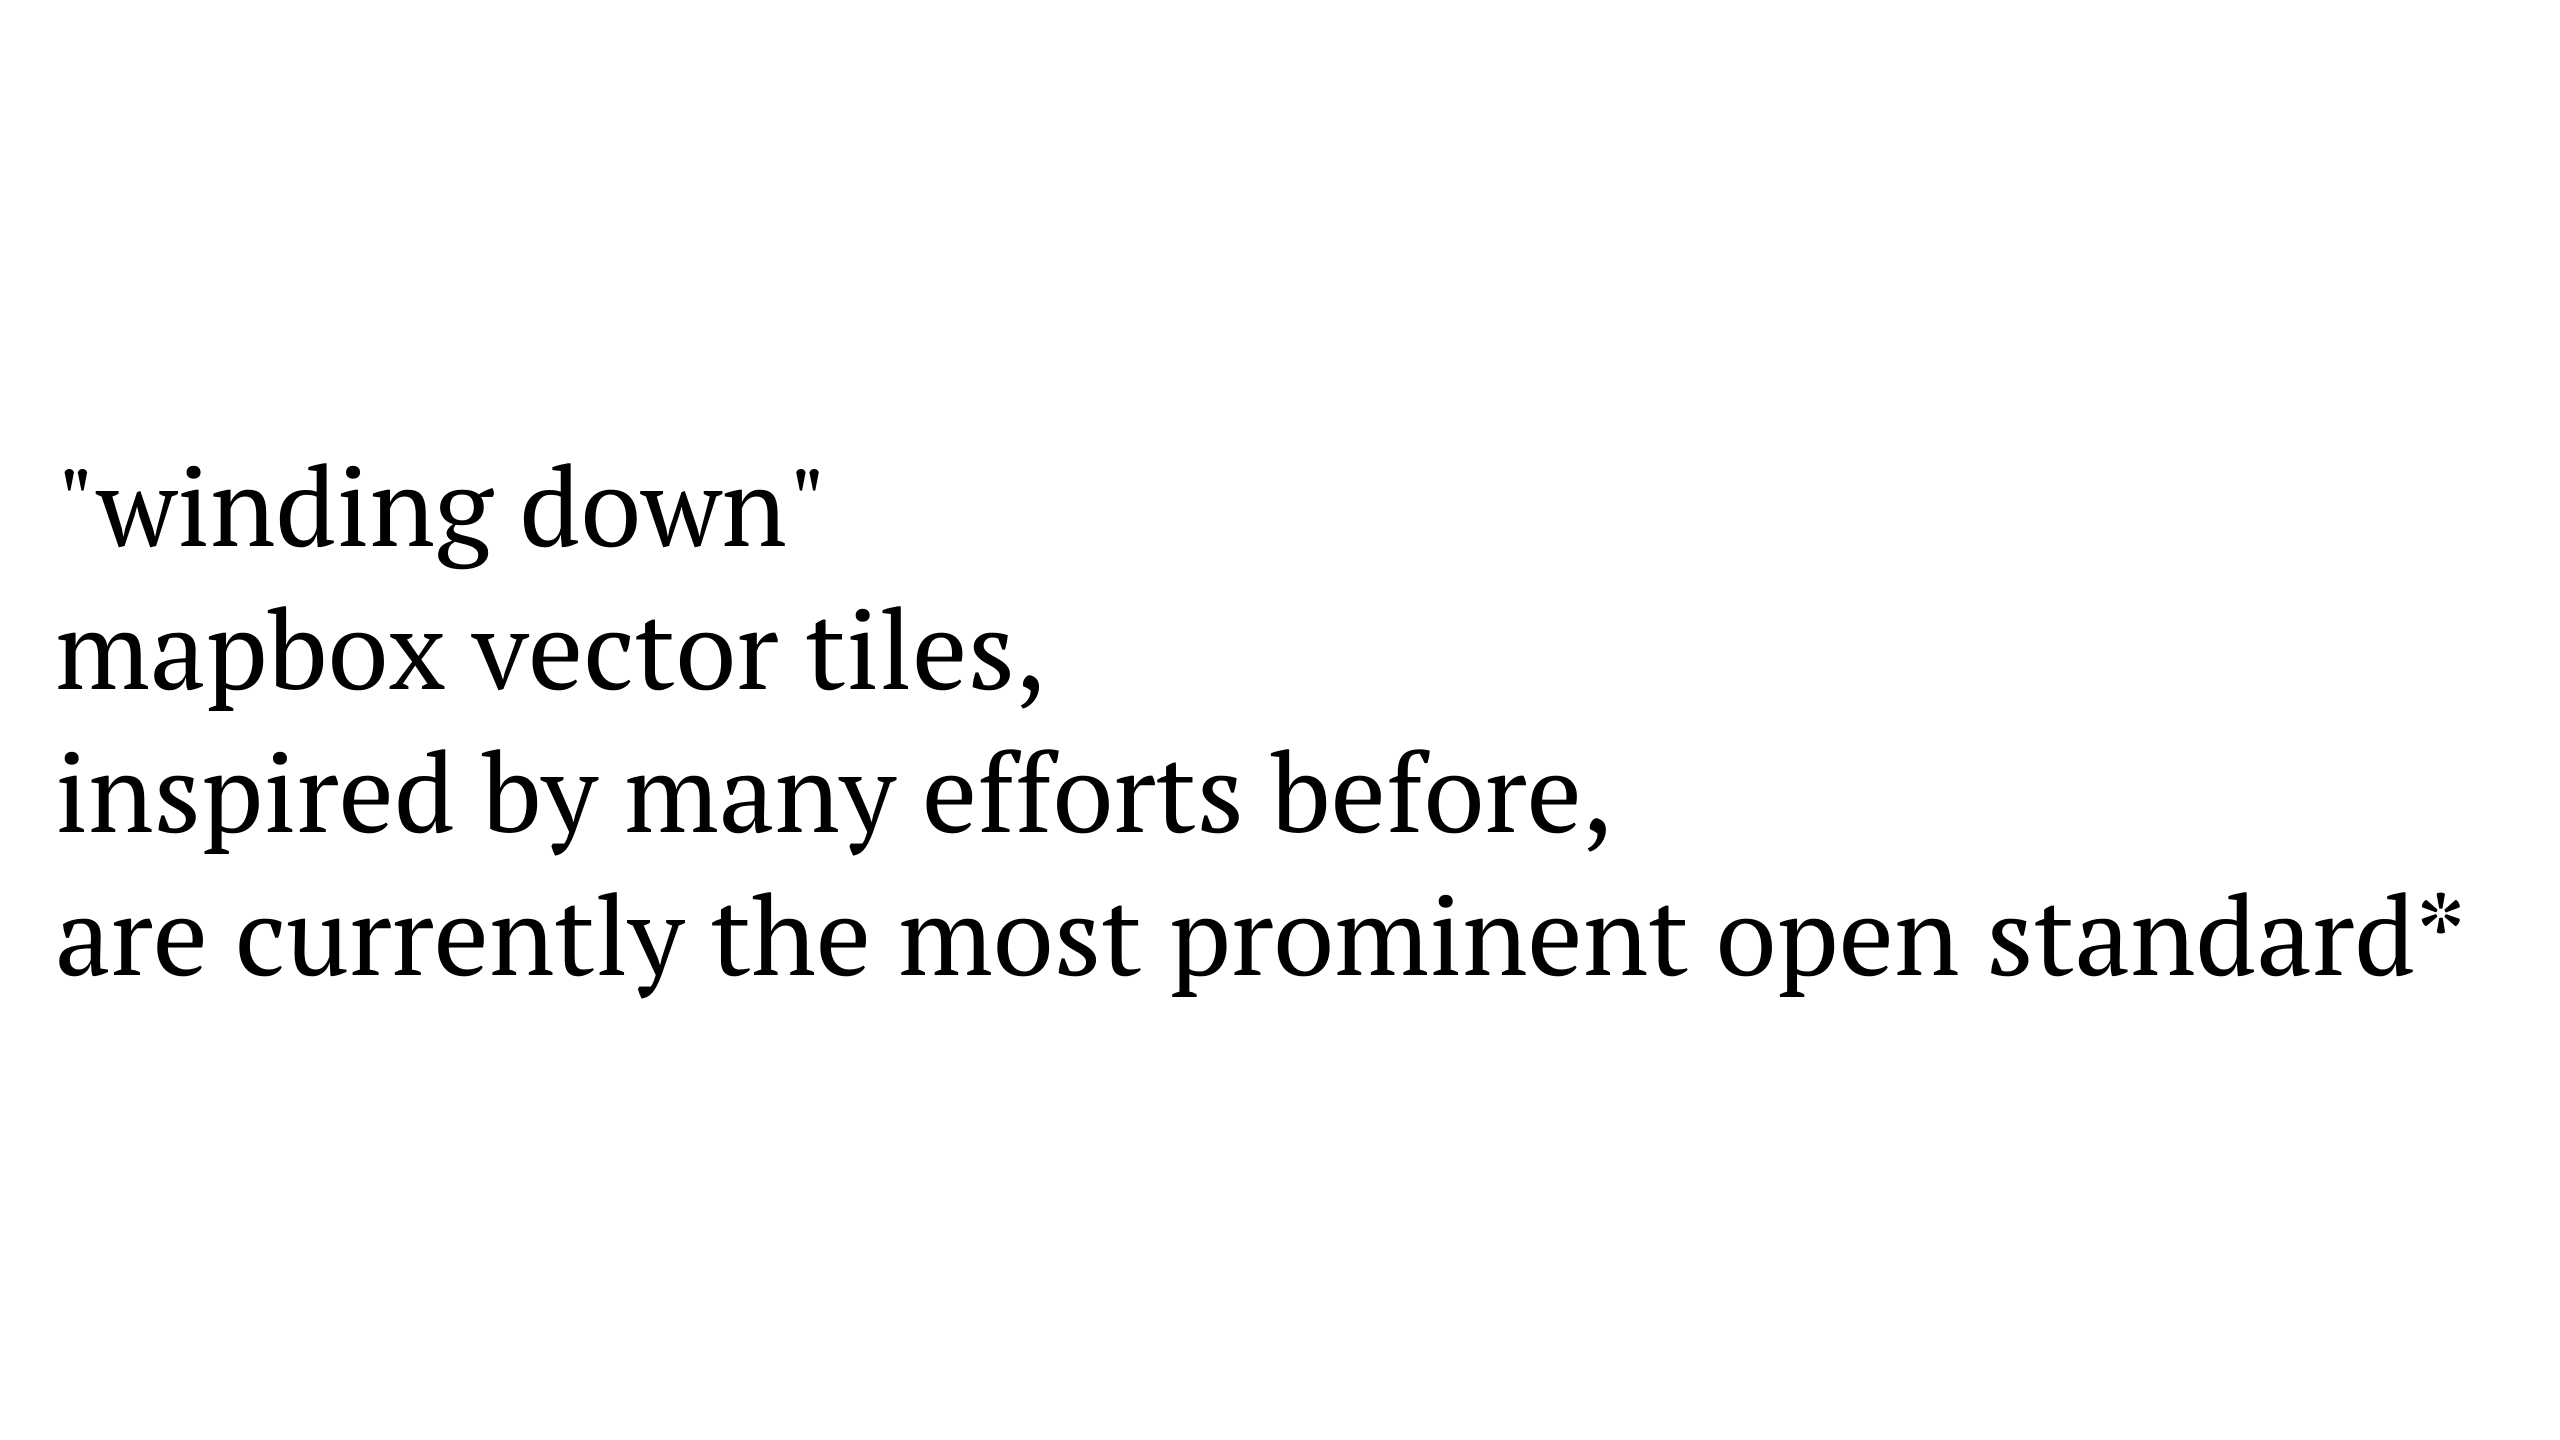 "winding down"
mapbox vector tiles,
inspired by many efforts before,
are currently the most prominent open standard*